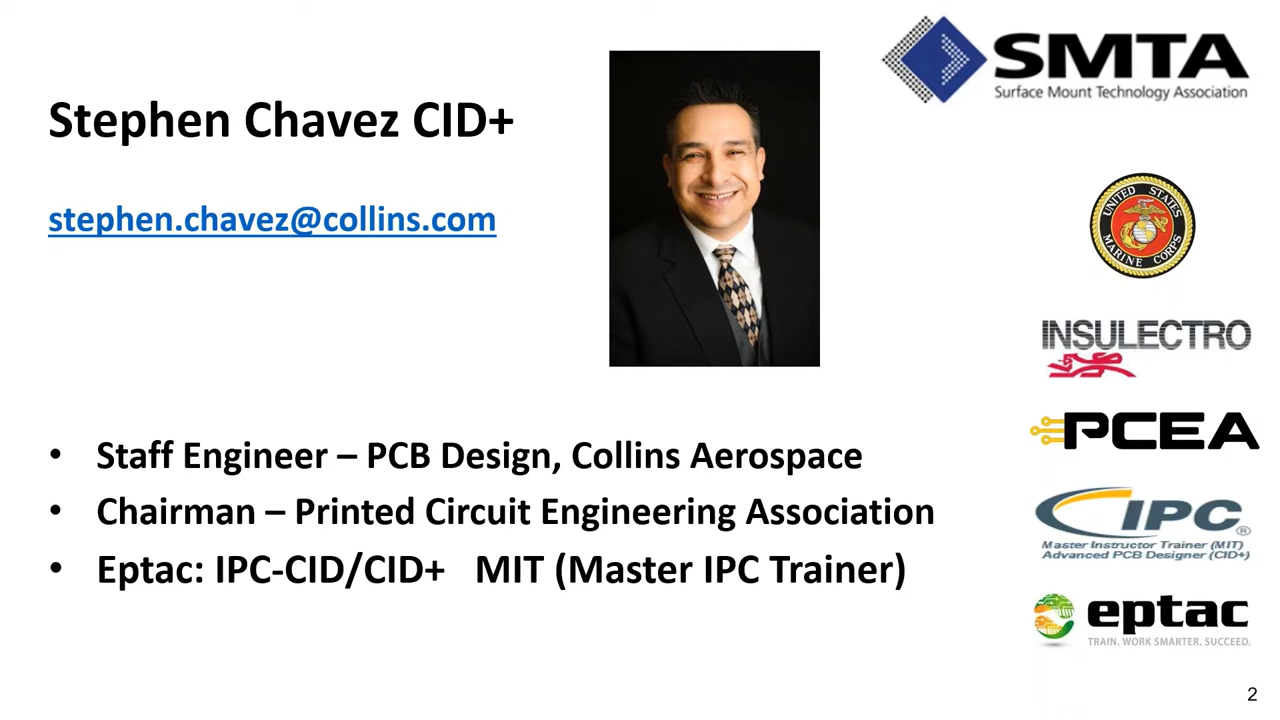 SMTA
Surface Mount Technology Association
Stephen Chavez CID+
stephen.chavez@collins.com
UNITED STATES
MARINE CORPS
INSULECTRO
PCEA
IPC®
Master Instructor Trainer (MIT)
Advanced PCB Designer (CID+)
eptac
TRAIN. WORK SMARTER. SUCCEED.
• Staff Engineer – PCB Design, Collins Aerospace
• Chairman – Printed Circuit Engineering Association
• Eptac: IPC-CID/CID+ MIT (Master IPC Trainer)
2